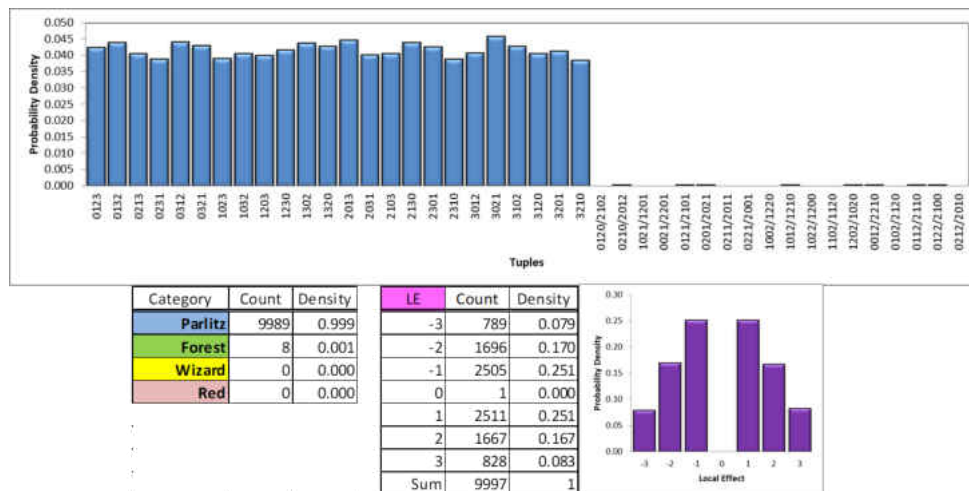 0.050
0.045
0.040
0.035
0.030
0.025
0.020
0.015
0.010
0.005
0.000
Probability Density
0123 0132 0213 0231 0312 0321 1023 1032 1203 1230 1302 1320 2013 2031 2103 2130 2301 2310 3012 3021 3102 3120 3201 3210 0120/2102 0210/2012 1021/1201 0021/2201 0121/2101 0201/2021 0211/2011 0221/2001 1002/1220 1012/1210 1022/1200 1102/1120 1202/1020 0012/2210 0102/2120 0112/2110 0122/2100 0212/2010
Tuples
Category Count Density
Parlitz 9989 0.999
Forest 8 0.001
Wizard 0 0.000
Red 0 0.000
LE Count Density
-3 789 0.079
-2 1696 0.170
-1 2505 0.251
0 1 0.000
1 2511 0.251
2 1667 0.167
3 828 0.083
Sum 9997 1
0.30
0.25
0.20
0.15
0.10
0.05
0.00
Probability Density
-3 -2 -1 0 1 2 3
Local Effect